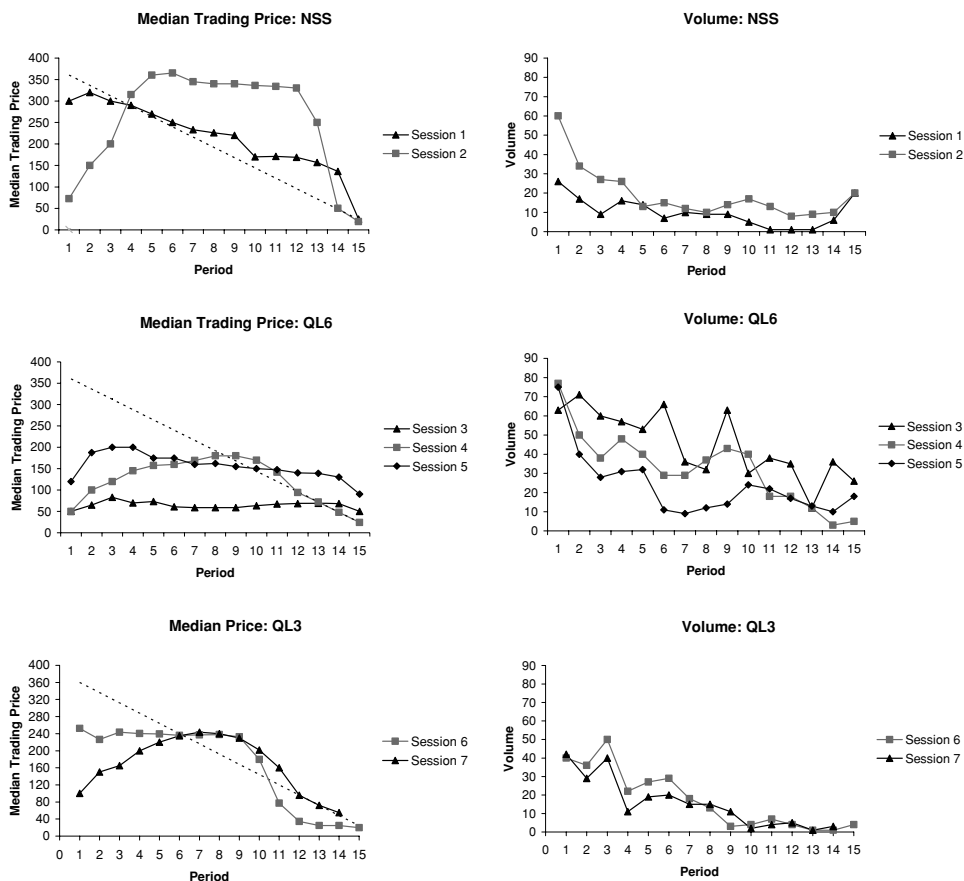 Median Trading Price: NSS
Median Trading Price
400
350
300
250
200
150
100
50
0
1 2 3 4 5 6 7 8 9 10 11 12 13 14 15
Period
Session 1
Session 2
Volume: NSS
Volume
90
80
70
60
50
40
30
20
10
0
1 2 3 4 5 6 7 8 9 10 11 12 13 14 15
Period
Session 1
Session 2
Median Trading Price: QL6
Median Trading Price
400
350
300
250
200
150
100
50
0
1 2 3 4 5 6 7 8 9 10 11 12 13 14 15
Period
Session 3
Session 4
Session 5
Volume: QL6
Volume
90
80
70
60
50
40
30
20
10
0
1 2 3 4 5 6 7 8 9 10 11 12 13 14 15
Period
Session 3
Session 4
Session 5
Median Price: QL3
Median Trading Price
400
360
320
280
240
200
160
120
80
40
0
0 1 2 3 4 5 6 7 8 9 10 11 12 13 14 15
Period
Session 6
Session 7
Volume: QL3
Volume
90
80
70
60
50
40
30
20
10
0
0 1 2 3 4 5 6 7 8 9 10 11 12 13 14 15
Period
Session 6
Session 7